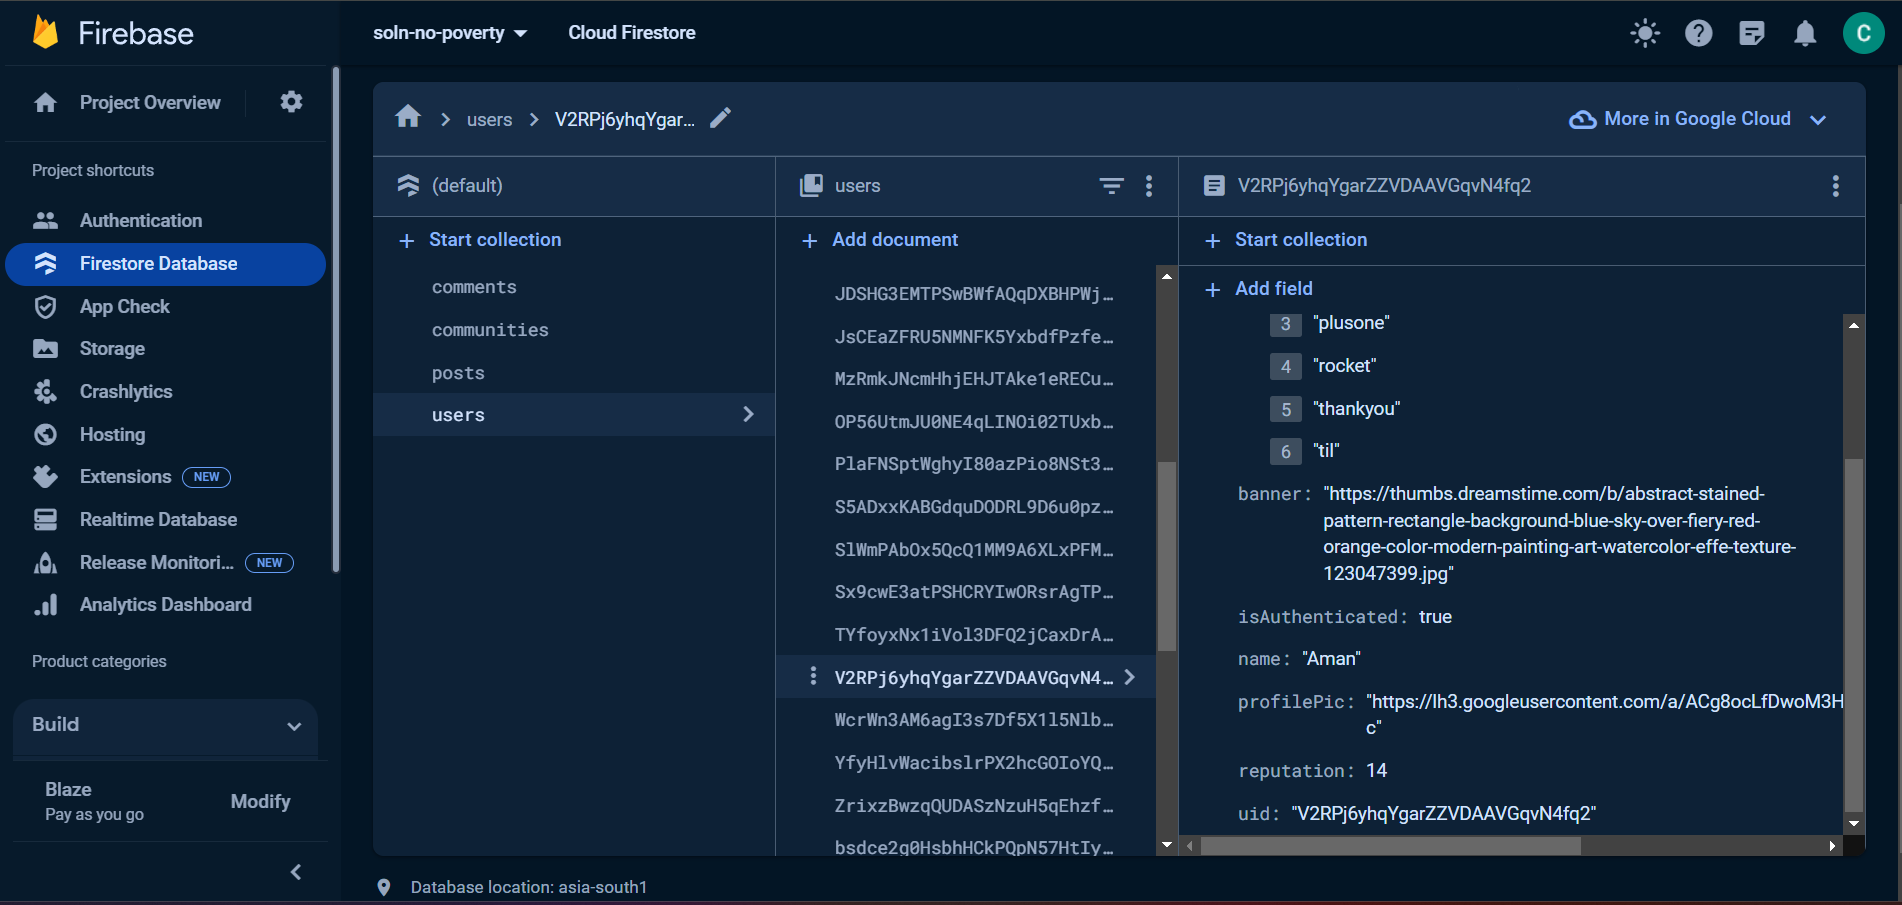 Firebase
soln-no-poverty
Cloud Firestore
C
Project Overview
Project shortcuts
Authentication
Firestore Database
App Check
Storage
Crashlytics
Hosting
Extensions NEW
Realtime Database
Release Monitori... NEW
Analytics Dashboard
Product categories
Build
Blaze
Pay as you go
Modify
users
V2RPj6yhqYgar...
More in Google Cloud
(default)
+ Start collection
comments
communities
posts
users
users
+ Add document
JDSHG3EMTPSwBWfAQqDXBHPWj…
JsCEaZFRU5NMNFK5YxbdfPzfe…
MzRmkJNcmHhjEHJTAke1eRECu…
OP56UtmJU0NE4qLINOi02TUxb…
PlaFNSptWghyI80azPio8NSt3…
S5ADxxKABGdquDODRL9D6u0pz…
SlWmPAbOx5QcQ1MM9A6XLxPFM…
Sx9cwE3atPSHCRYIwORsrAgTP…
TYfoyxNx1iVol3DFQ2jCaxDrA…
V2RPj6yhqYgarZZVDAAVGqvN4…
WcrWn3AM6agI3s7Df5X1l5Nlb…
YfyHlvWacibslrPX2hcGOIoYQ…
ZrixzBwzqQUDASzNzuH5qEhzf…
bsdce2g0HsbhHCkPQpN57HtIy…
V2RPj6yhqYgarZZVDAAVGqvN4fq2
+ Start collection
+ Add field
3 "plusone"
4 "rocket"
5 "thankyou"
6 "til"
banner: "https://thumbs.dreamstime.com/b/abstract-stained-
pattern-rectangle-background-blue-sky-over-fiery-red-
orange-color-modern-painting-art-watercolor-effe-texture-
123047399.jpg"
isAuthenticated: true
name: "Aman"
profilePic: "https://lh3.googleusercontent.com/a/ACg8ocLfDwoM3H
c"
reputation: 14
uid: "V2RPj6yhqYgarZZVDAAVGqvN4fq2"
Database location: asia-south1